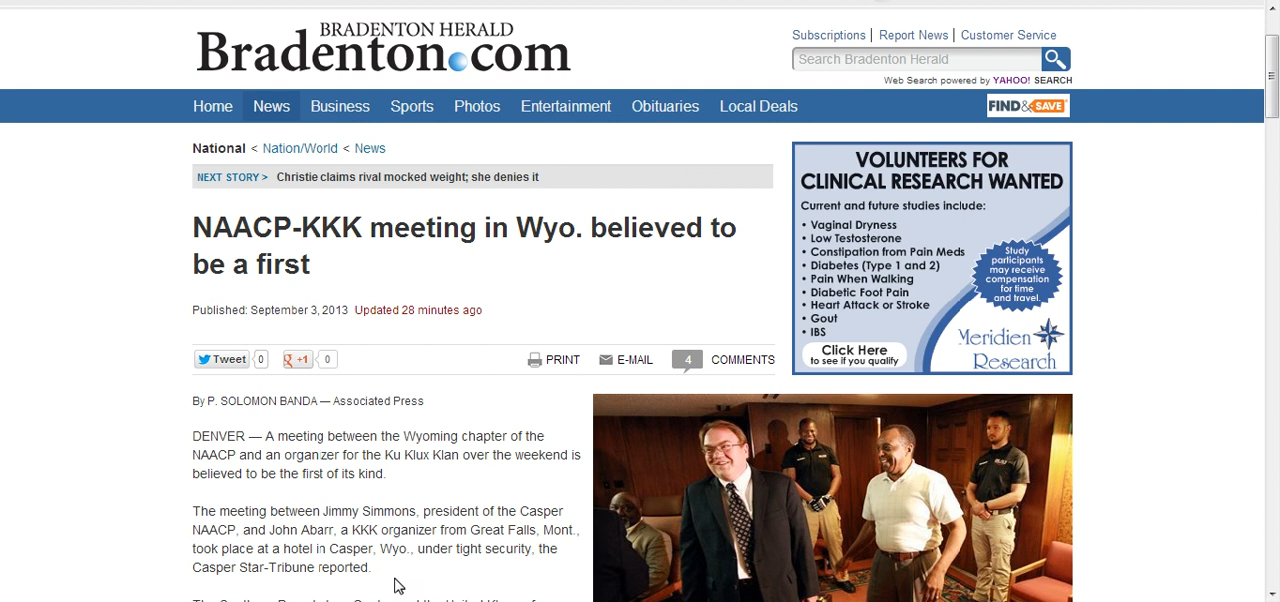 BRADENTON HERALD
Bradenton.com
Subscriptions | Report News | Customer Service
Search Bradenton Herald
Web Search powered by YAHOO! SEARCH
Home News Business Sports Photos Entertainment Obituaries Local Deals
FIND&SAVE
National < Nation/World < News
NEXT STORY > Christie claims rival mocked weight; she denies it
NAACP-KKK meeting in Wyo. believed to
be a first
Published: September 3, 2013 Updated 28 minutes ago
Tweet 0 +1 0 PRINT E-MAIL 4 COMMENTS
By P. SOLOMON BANDA — Associated Press
DENVER — A meeting between the Wyoming chapter of the
NAACP and an organizer for the Ku Klux Klan over the weekend is
believed to be the first of its kind.
The meeting between Jimmy Simmons, president of the Casper
NAACP, and John Abarr, a KKK organizer from Great Falls, Mont.,
took place at a hotel in Casper, Wyo., under tight security, the
Casper Star-Tribune reported.
VOLUNTEERS FOR
CLINICAL RESEARCH WANTED
Current and future studies include:
• Vaginal Dryness
• Low Testosterone
• Constipation from Pain Meds
• Diabetes (Type 1 and 2)
• Pain When Walking
• Diabetic Foot Pain
• Heart Attack or Stroke
• Gout
• IBS
Study
participants
may receive
compensation
for time
and travel.
Click Here
to see if you qualify
Meridien
Research